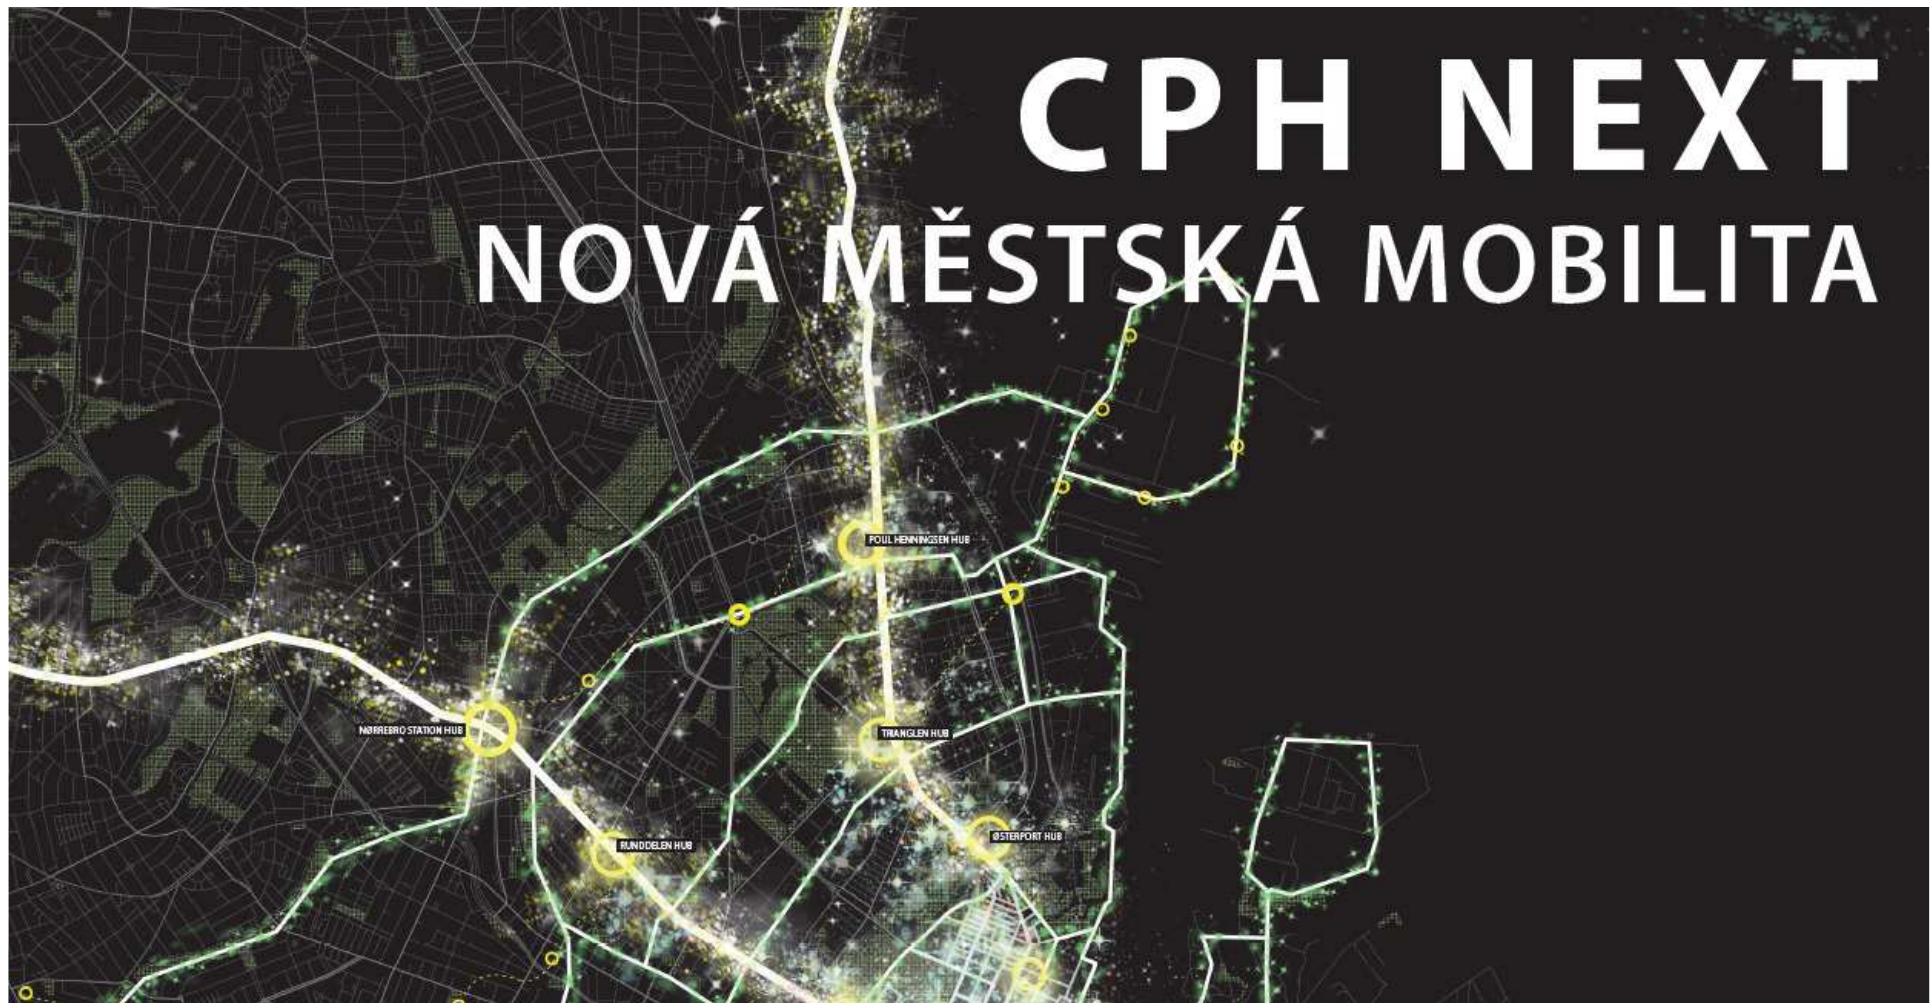 CPH NEXT
NOVÁ MĚSTSKÁ MOBILITA
POUL HENNINGSEN HUB
NØRREBRO STATION HUB
TRIANGLEN HUB
ØSTERPORT HUB
RUNDDELEN HUB